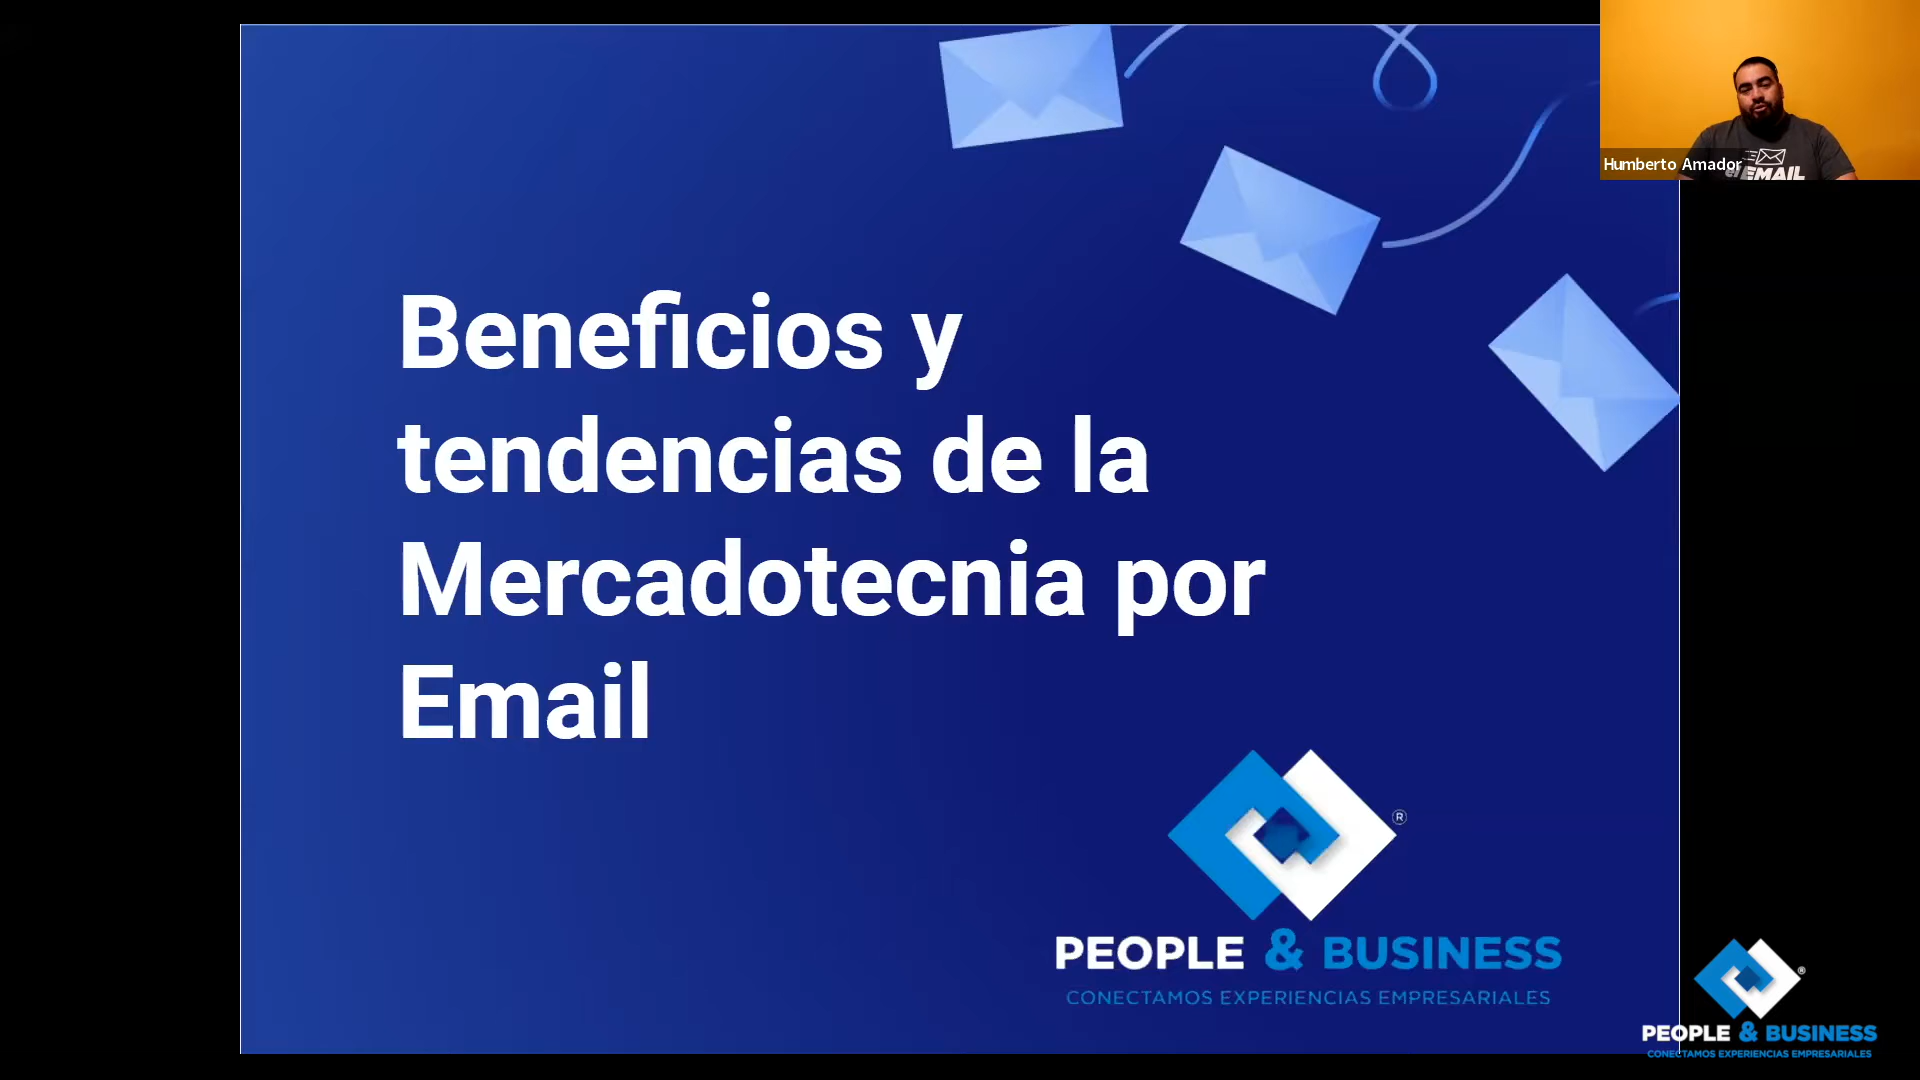 Beneficios y
tendencias de la
Mercadotecnia por
Email
PEOPLE & BUSINESS
CONECTAMOS EXPERIENCIAS EMPRESARIALES
®
Humberto Amador
el EMAIL
PEOPLE & BUSINESS
CONECTAMOS EXPERIENCIAS EMPRESARIALES
®